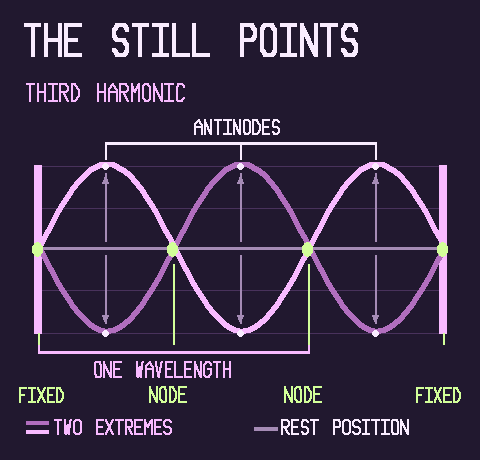 THE STILL POINTS
THIRD HARMONIC
ANTINODES
ONE WAVELENGTH
FIXED NODE NODE FIXED
TWO EXTREMES REST POSITION